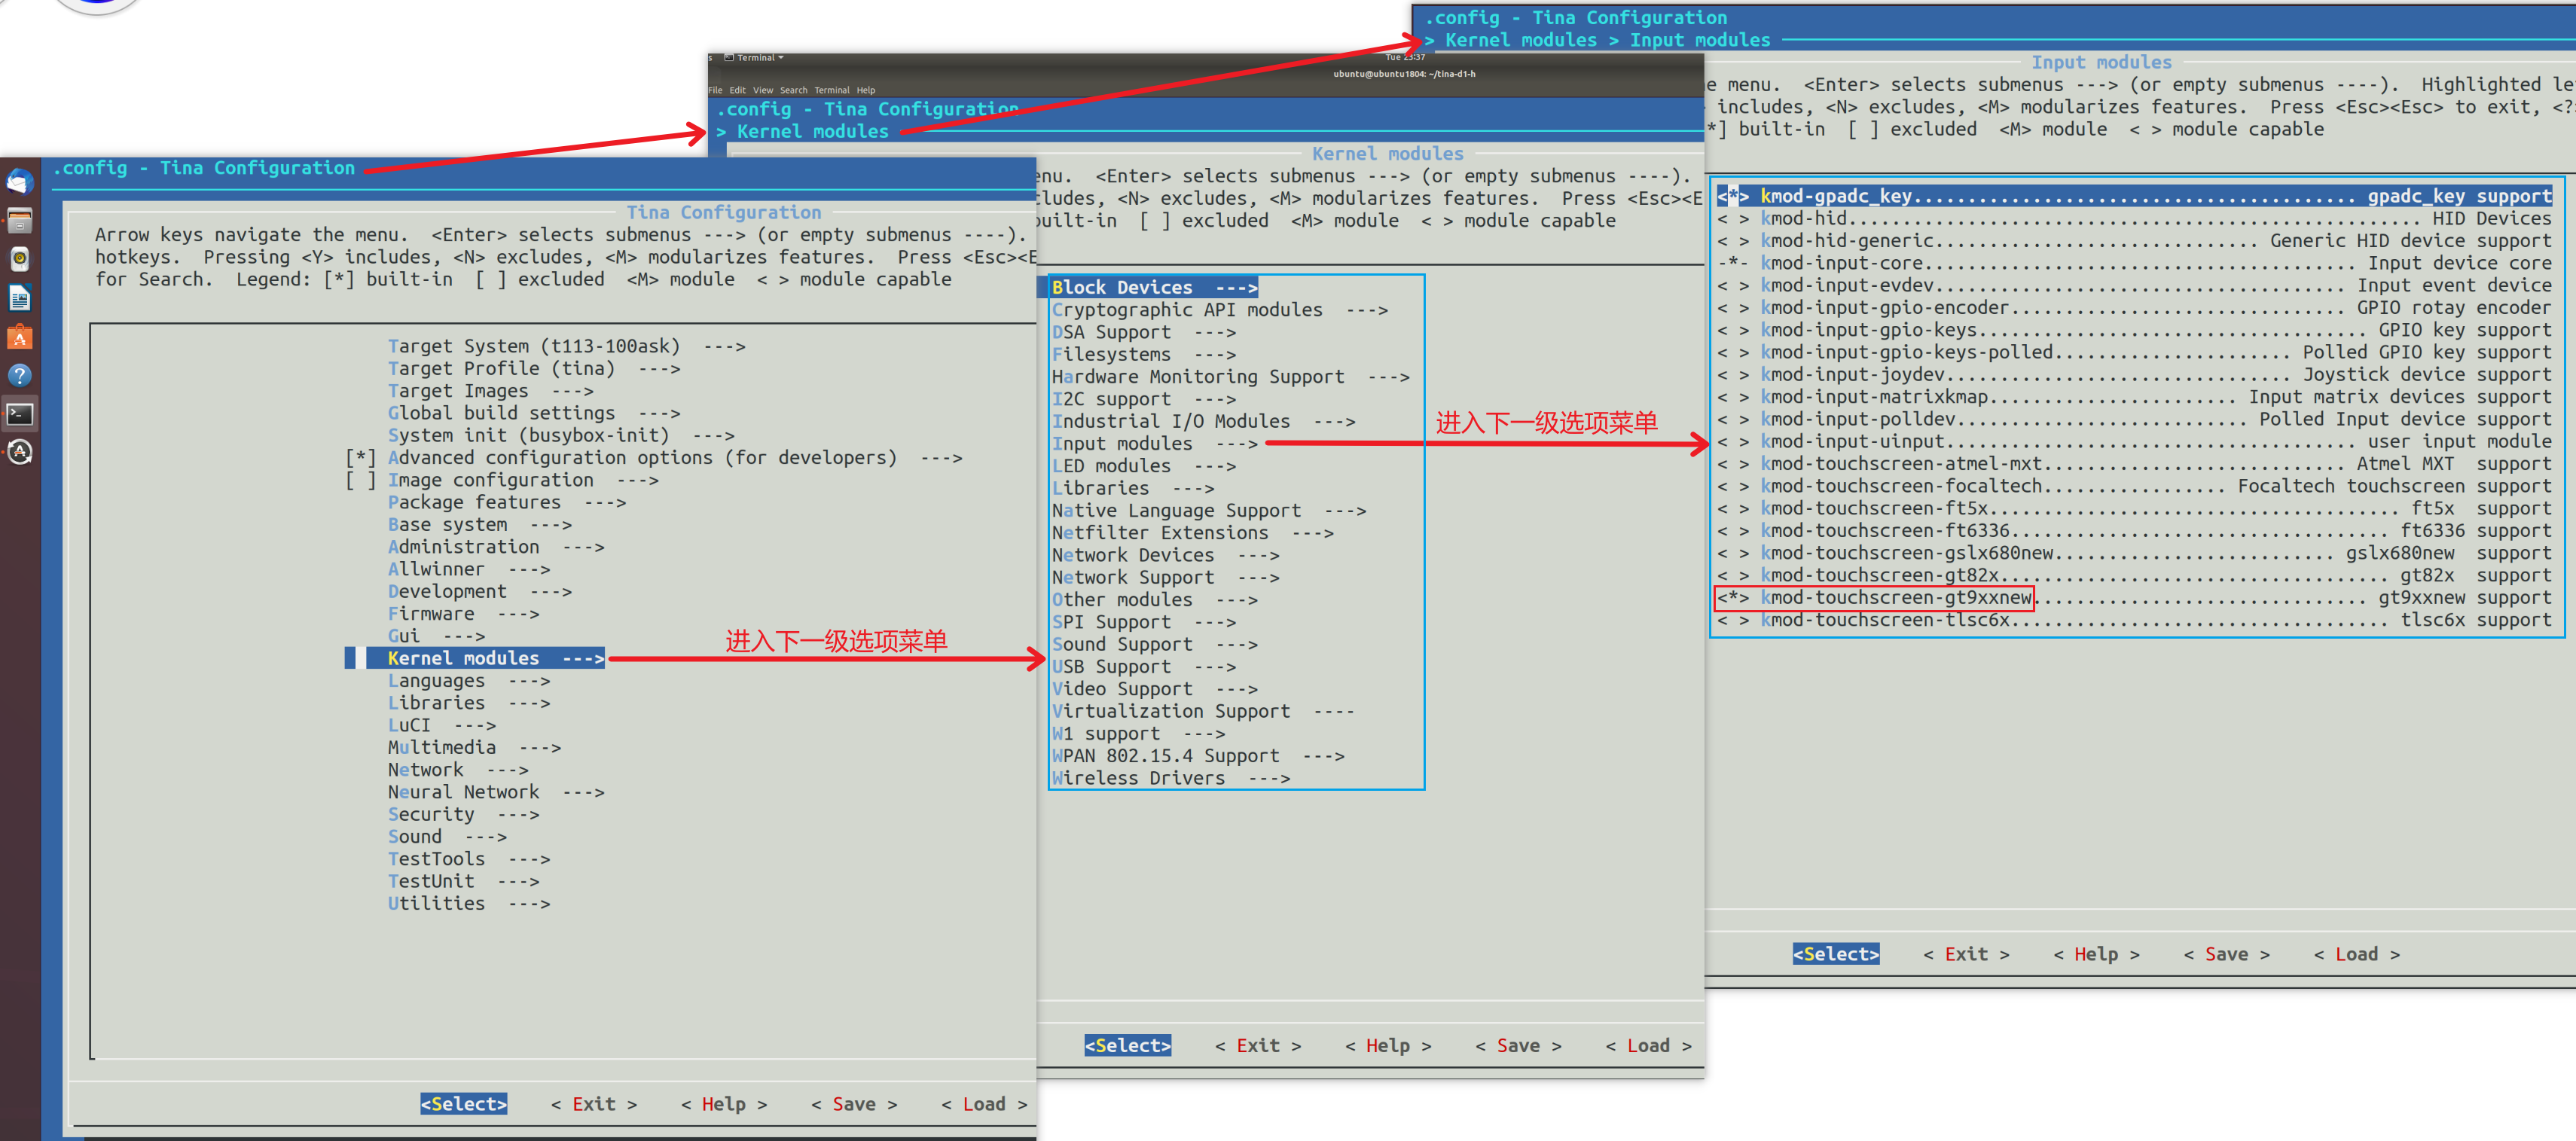 .config - Tina Configuration
Tina Configuration
Arrow keys navigate the menu.  <Enter> selects submenus ---> (or empty submenus ----).
hotkeys.  Pressing <Y> includes, <N> excludes, <M> modularizes features.  Press <Esc><E
for Search.  Legend: [*] built-in  [ ] excluded  <M> module  < > module capable
Target System (t113-100ask)  --->
Target Profile (tina)  --->
Target Images  --->
Global build settings  --->
System init (busybox-init)  --->
[*] Advanced configuration options (for developers)  --->
[ ] Image configuration  --->
Package features  --->
Base system  --->
Administration  --->
Allwinner  --->
Development  --->
Firmware  --->
Gui  --->
Kernel modules  --->
Languages  --->
Libraries  --->
LuCI  --->
Multimedia  --->
Network  --->
Neural Network  --->
Security  --->
Sound  --->
TestTools  --->
TestUnit  --->
Utilities  --->
<Select>    < Exit >    < Help >    < Save >    < Load >
进入下一级选项菜单
s Terminal
Tue 23:37
ubuntu@ubuntu1804: ~/tina-d1-h
File Edit View Search Terminal Help
.config - Tina Configuration
> Kernel modules
Kernel modules
enu.  <Enter> selects submenus ---> (or empty submenus ----).
cludes, <N> excludes, <M> modularizes features.  Press <Esc><E
built-in  [ ] excluded  <M> module  < > module capable
Block Devices  --->
Cryptographic API modules  --->
DSA Support  --->
Filesystems  --->
Hardware Monitoring Support  --->
I2C support  --->
Industrial I/O Modules  --->
Input modules  --->
LED modules  --->
Libraries  --->
Native Language Support  --->
Netfilter Extensions  --->
Network Devices  --->
Network Support  --->
Other modules  --->
SPI Support  --->
Sound Support  --->
USB Support  --->
Video Support  --->
Virtualization Support  ----
W1 support  --->
WPAN 802.15.4 Support  --->
Wireless Drivers  --->
<Select>    < Exit >    < Help >    < Save >    < Load >
进入下一级选项菜单
.config - Tina Configuration
> Kernel modules > Input modules
Input modules
e menu.  <Enter> selects submenus ---> (or empty submenus ----).  Highlighted le
includes, <N> excludes, <M> modularizes features.  Press <Esc><Esc> to exit, <?
*] built-in  [ ] excluded  <M> module  < > module capable
<*> kmod-gpadc_key......................................... gpadc_key support
< > kmod-hid..................................................... HID Devices
< > kmod-hid-generic.............................. Generic HID device support
-*- kmod-input-core........................................ Input device core
< > kmod-input-evdev...................................... Input event device
< > kmod-input-gpio-encoder............................... GPIO rotay encoder
< > kmod-input-gpio-keys.................................... GPIO key support
< > kmod-input-gpio-keys-polled...................... Polled GPIO key support
< > kmod-input-joydev................................ Joystick device support
< > kmod-input-matrixkmap....................... Input matrix devices support
< > kmod-input-polldev............................... Polled Input device support
< > kmod-input-uinput....................................... user input module
< > kmod-touchscreen-atmel-mxt............................ Atmel MXT  support
< > kmod-touchscreen-focaltech................. Focaltech touchscreen support
< > kmod-touchscreen-ft5x...................................... ft5x  support
< > kmod-touchscreen-ft6336................................... ft6336 support
< > kmod-touchscreen-gslx680new.......................... gslx680new  support
< > kmod-touchscreen-gt82x.................................... gt82x  support
<*> kmod-touchscreen-gt9xxnew............................... gt9xxnew support
< > kmod-touchscreen-tlsc6x................................... tlsc6x support
<Select>    < Exit >    < Help >    < Save >    < Load >